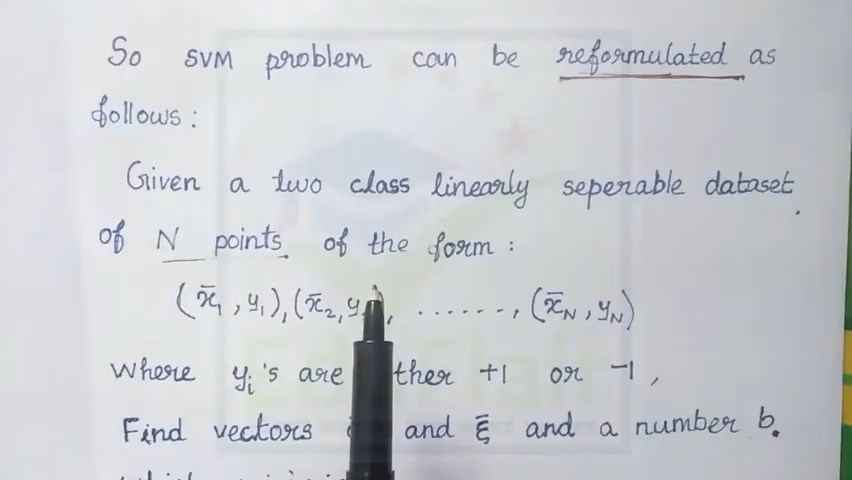 So SVM problem can be reformulated as
follows :
Given a two class linearly seperable dataset
of N points of the form :
(x̄₁, y₁), (x̄₂, y , ......, (x̄N, yN)
Where yᵢ's are ther +1 or -1,
Find vectors and ξ̄ and a number b.